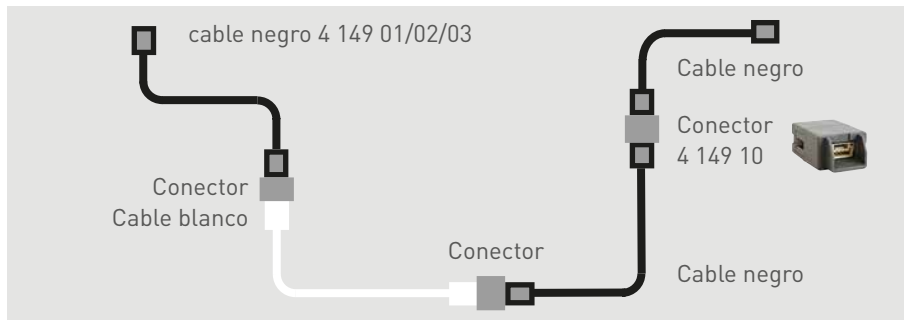 cable negro 4 149 01/02/03
Cable negro
Conector
4 149 10
Conector
Cable blanco
Conector
Cable negro